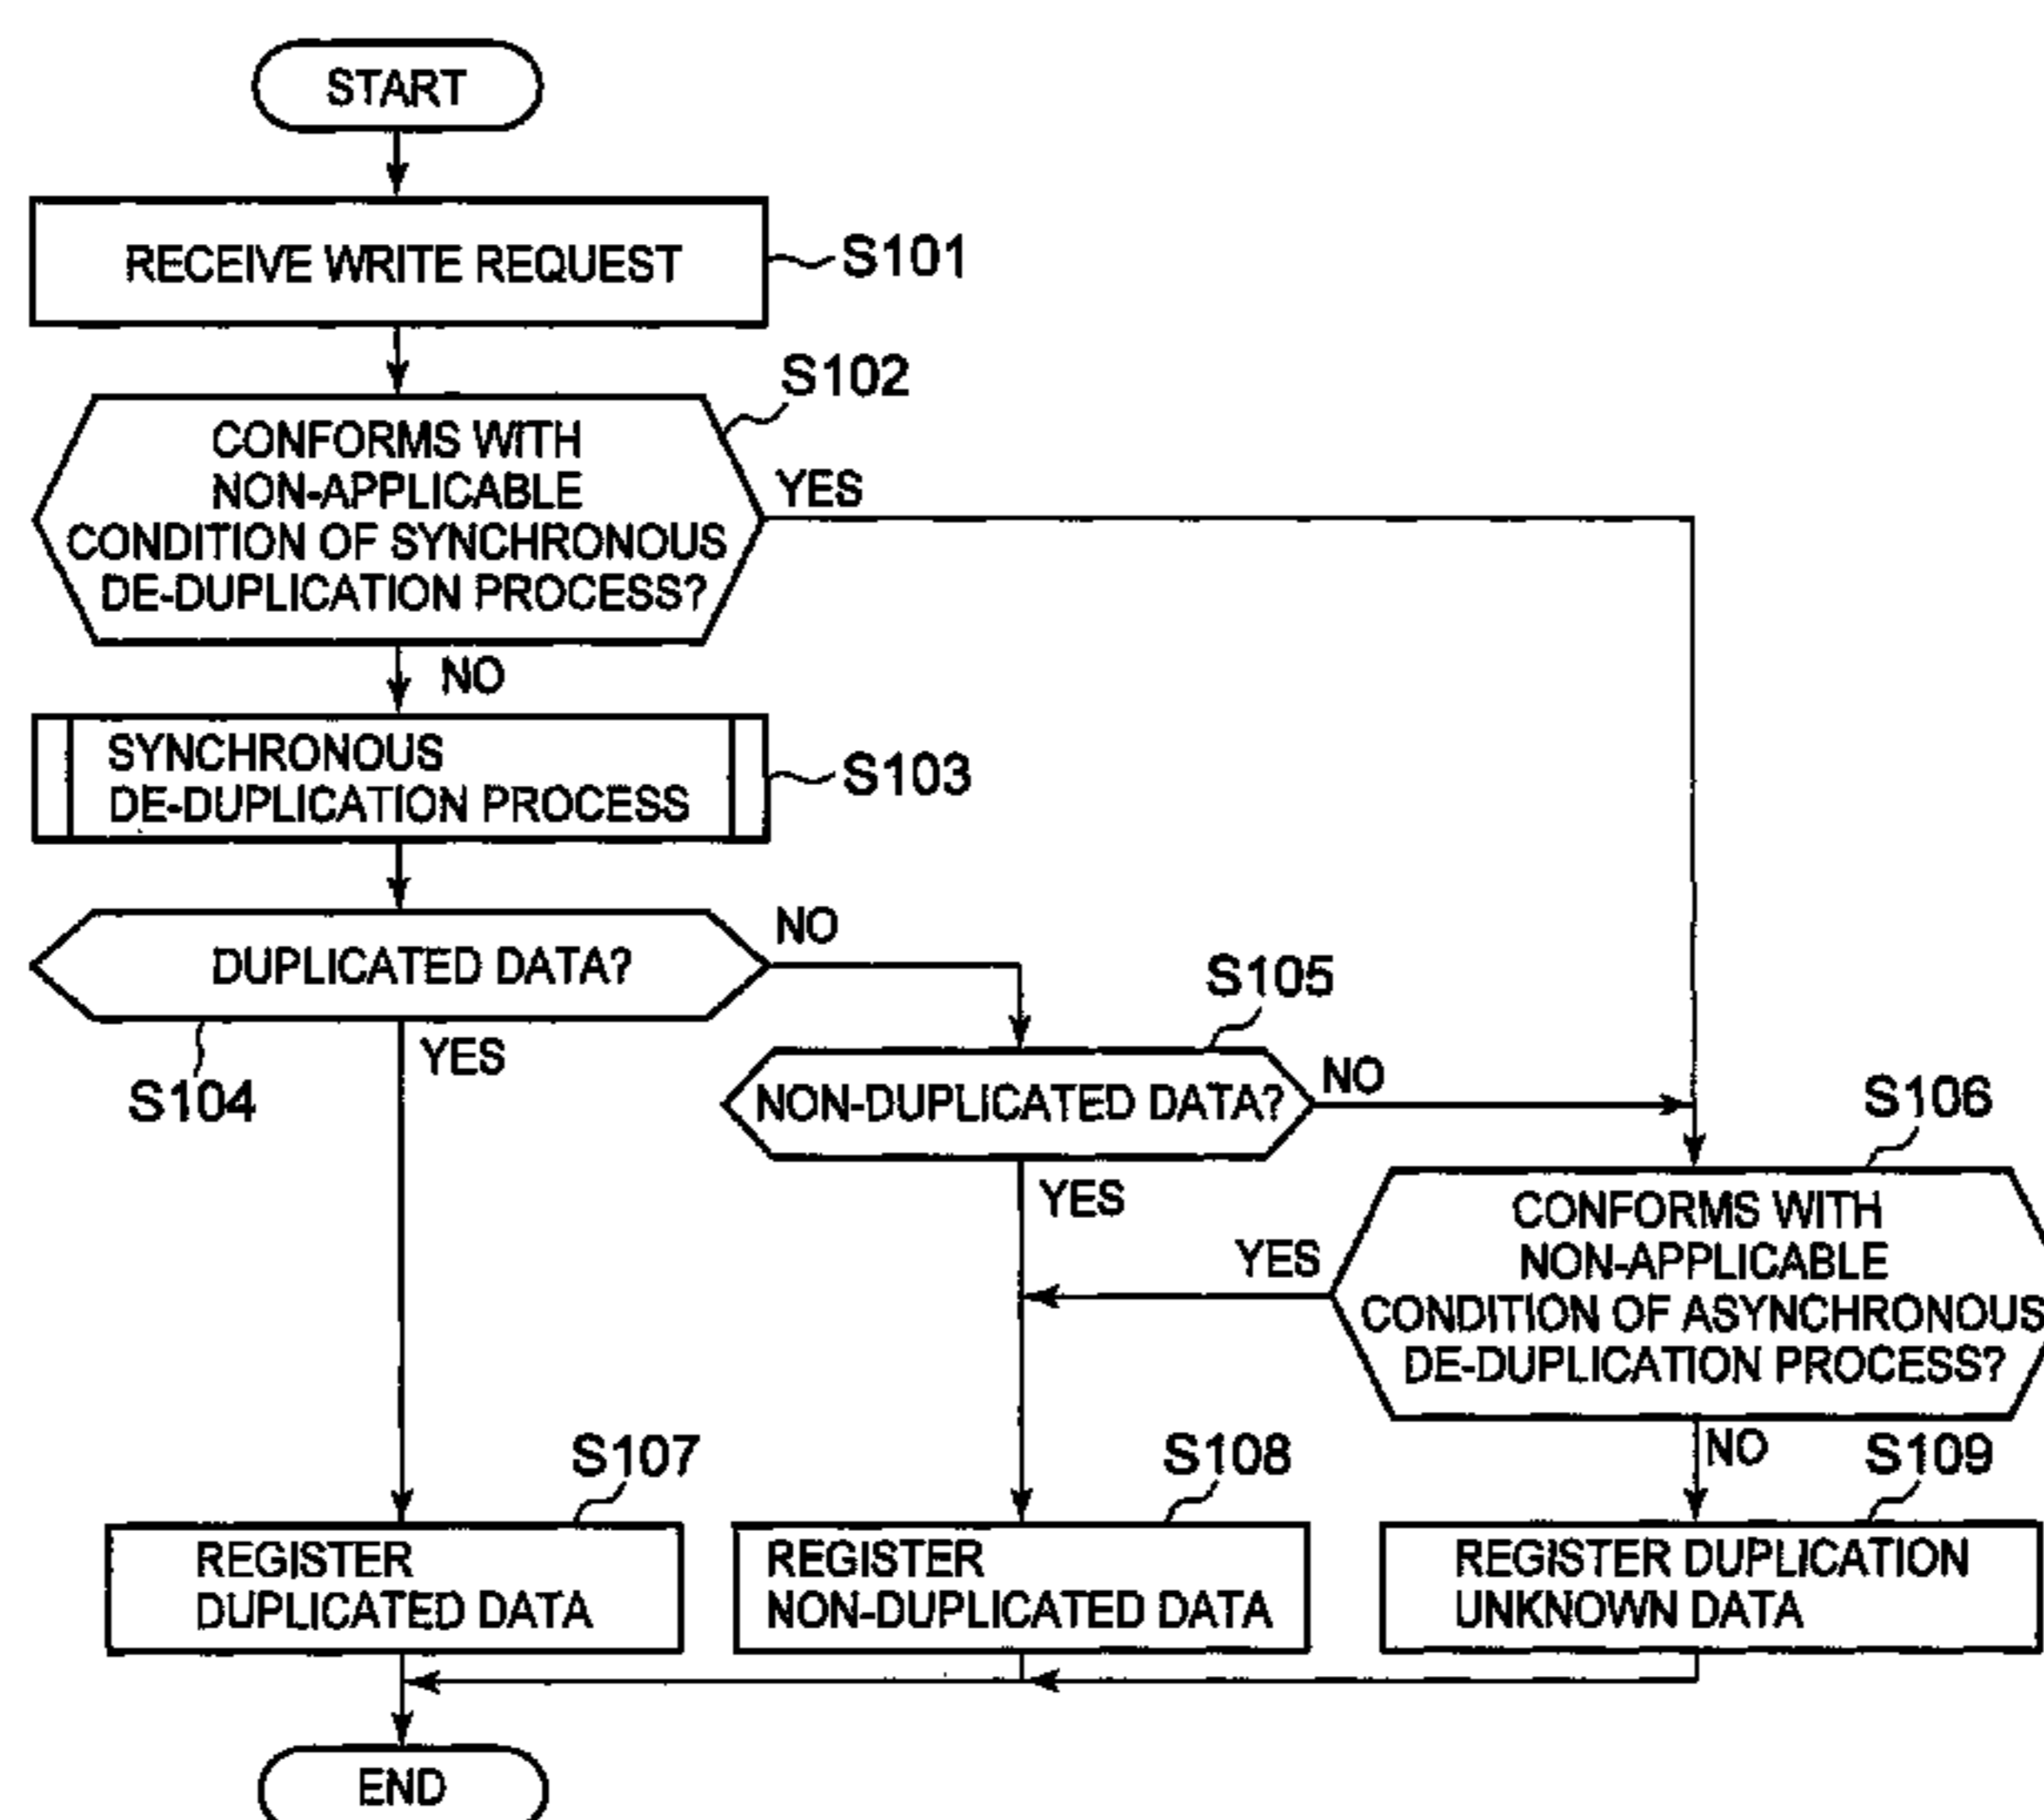 START
RECEIVE WRITE REQUEST
S101
S102
CONFORMS WITH
NON-APPLICABLE
CONDITION OF SYNCHRONOUS
DE-DUPLICATION PROCESS?
YES
NO
SYNCHRONOUS
DE-DUPLICATION PROCESS
S103
DUPLICATED DATA?
NO
S104
YES
S105
NON-DUPLICATED DATA?
NO
YES
S106
CONFORMS WITH
NON-APPLICABLE
CONDITION OF ASYNCHRONOUS
DE-DUPLICATION PROCESS?
YES
NO
S107
REGISTER
DUPLICATED DATA
S108
REGISTER
NON-DUPLICATED DATA
S109
REGISTER DUPLICATION
UNKNOWN DATA
END